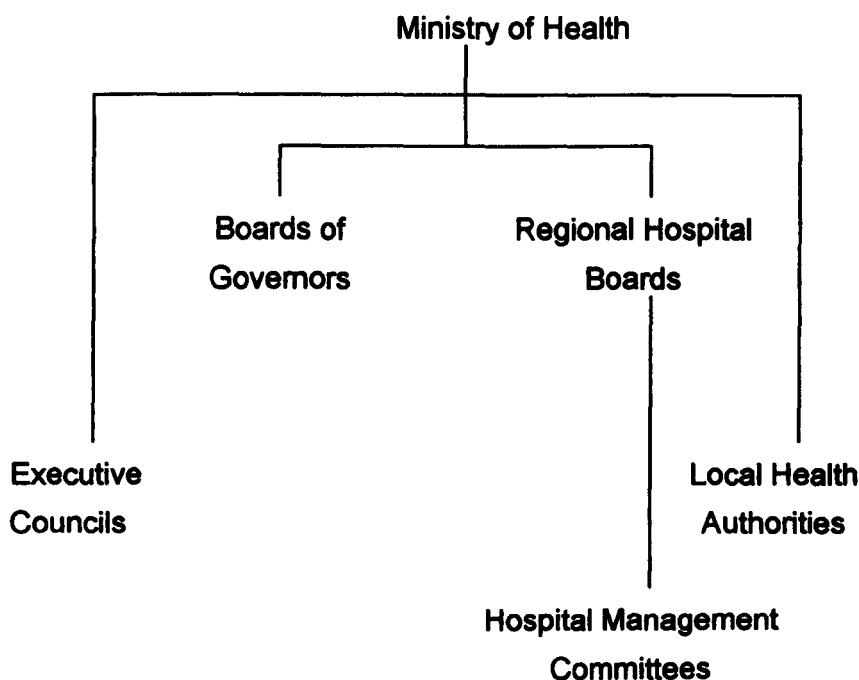 Ministry of Health
Boards of
Governors
Regional Hospital
Boards
Executive
Councils
Local Health
Authorities
Hospital Management
Committees